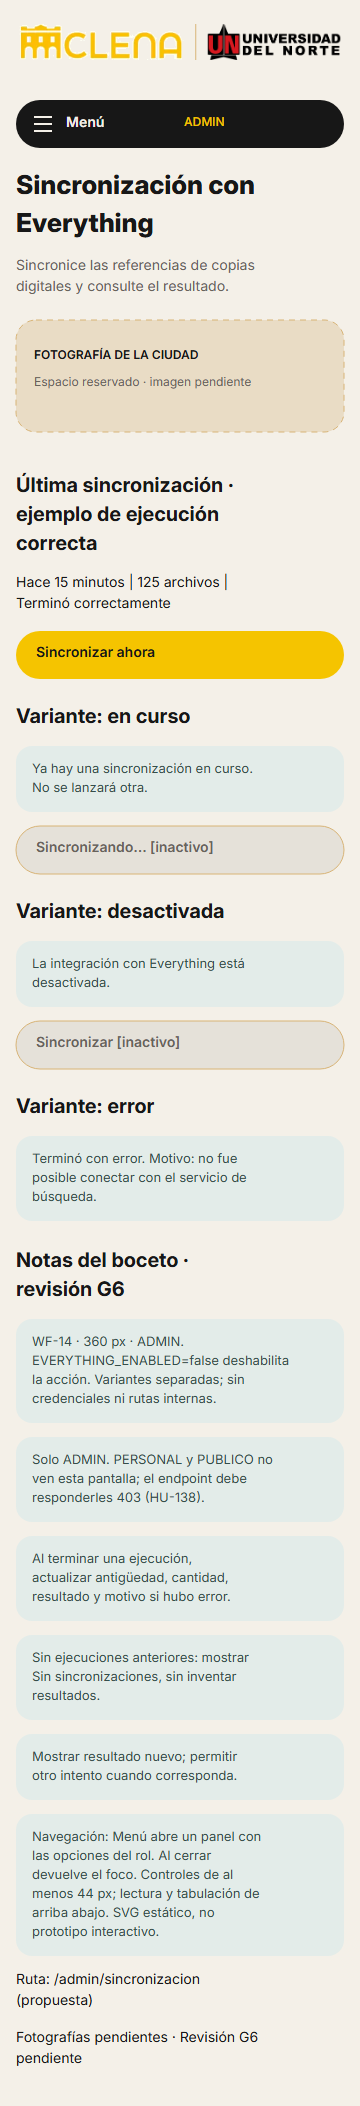 CLENA
UNIVERSIDAD
DEL NORTE
UN
Menú
ADMIN
Sincronización con
Everything
Sincronice las referencias de copias
digitales y consulte el resultado.
FOTOGRAFÍA DE LA CIUDAD
Espacio reservado · imagen pendiente
Última sincronización ·
ejemplo de ejecución
correcta
Hace 15 minutos | 125 archivos |
Terminó correctamente
Sincronizar ahora
Variante: en curso
Ya hay una sincronización en curso.
No se lanzará otra.
Sincronizando... [inactivo]
Variante: desactivada
La integración con Everything está
desactivada.
Sincronizar [inactivo]
Variante: error
Terminó con error. Motivo: no fue
posible conectar con el servicio de
búsqueda.
Notas del boceto ·
revisión G6
WF-14 · 360 px · ADMIN.
EVERYTHING_ENABLED=false deshabilita
la acción. Variantes separadas; sin
credenciales ni rutas internas.
Solo ADMIN. PERSONAL y PUBLICO no
ven esta pantalla; el endpoint debe
responderles 403 (HU-138).
Al terminar una ejecución,
actualizar antigüedad, cantidad,
resultado y motivo si hubo error.
Sin ejecuciones anteriores: mostrar
Sin sincronizaciones, sin inventar
resultados.
Mostrar resultado nuevo; permitir
otro intento cuando corresponda.
Navegación: Menú abre un panel con
las opciones del rol. Al cerrar
devuelve el foco. Controles de al
menos 44 px; lectura y tabulación de
arriba abajo. SVG estático, no
prototipo interactivo.
Ruta: /admin/sincronizacion
(propuesta)
Fotografías pendientes · Revisión G6
pendiente